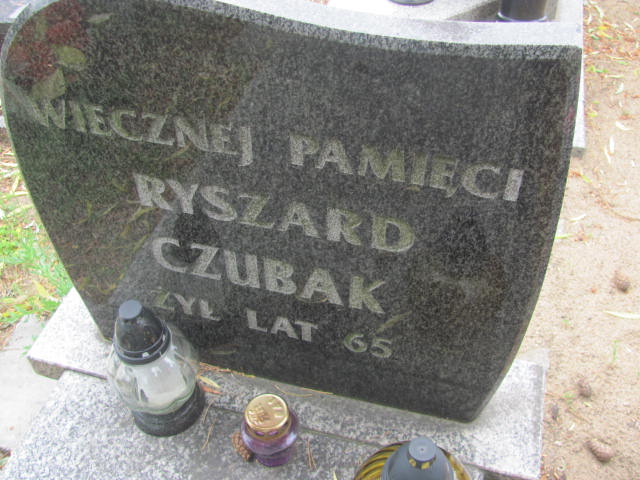 WIECZNEJ PAMIĘCI
RYSZARD
CZUBAK
ŻYŁ LAT 65